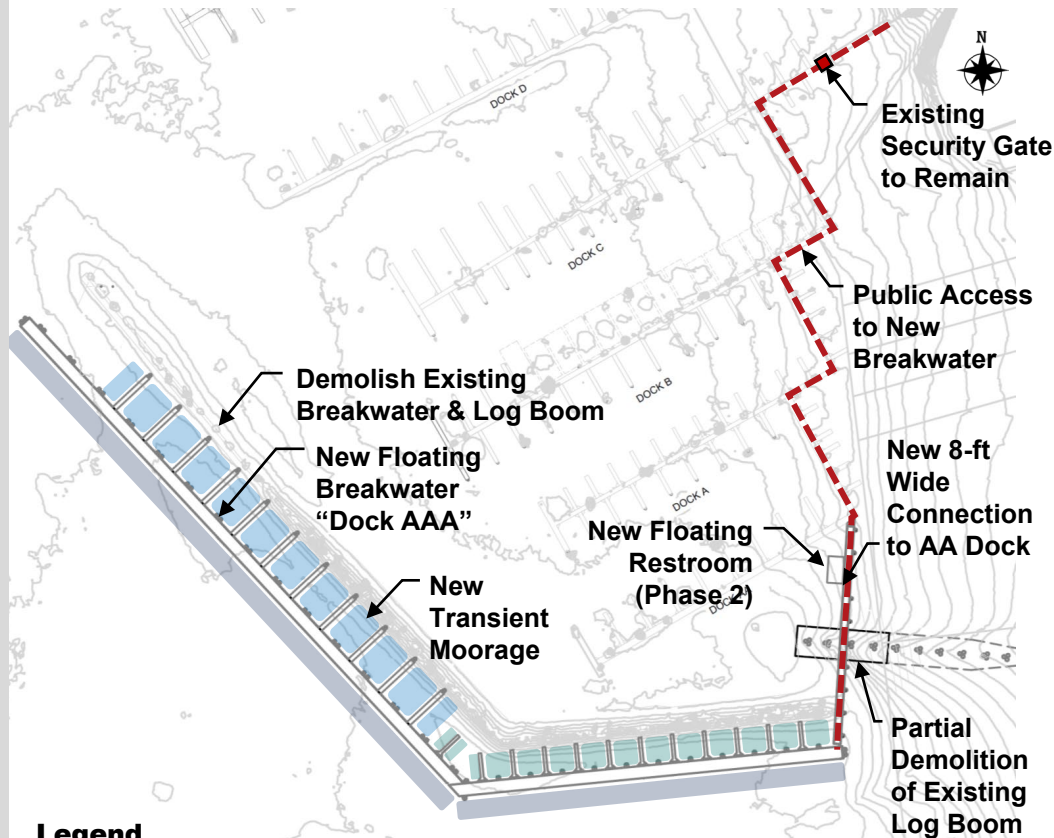 N
DOCK D
Existing
Security Gate
to Remain
DOCK C
Public Access
to New
Breakwater
Demolish Existing
Breakwater & Log Boom
DOCK B
New Floating
Breakwater
“Dock AAA”
New 8-ft
Wide
Connection
to AA Dock
DOCK A
New Floating
Restroom
(Phase 2)
New
Transient
Moorage
Partial
Demolition
of Existing
Log Boom
Legend